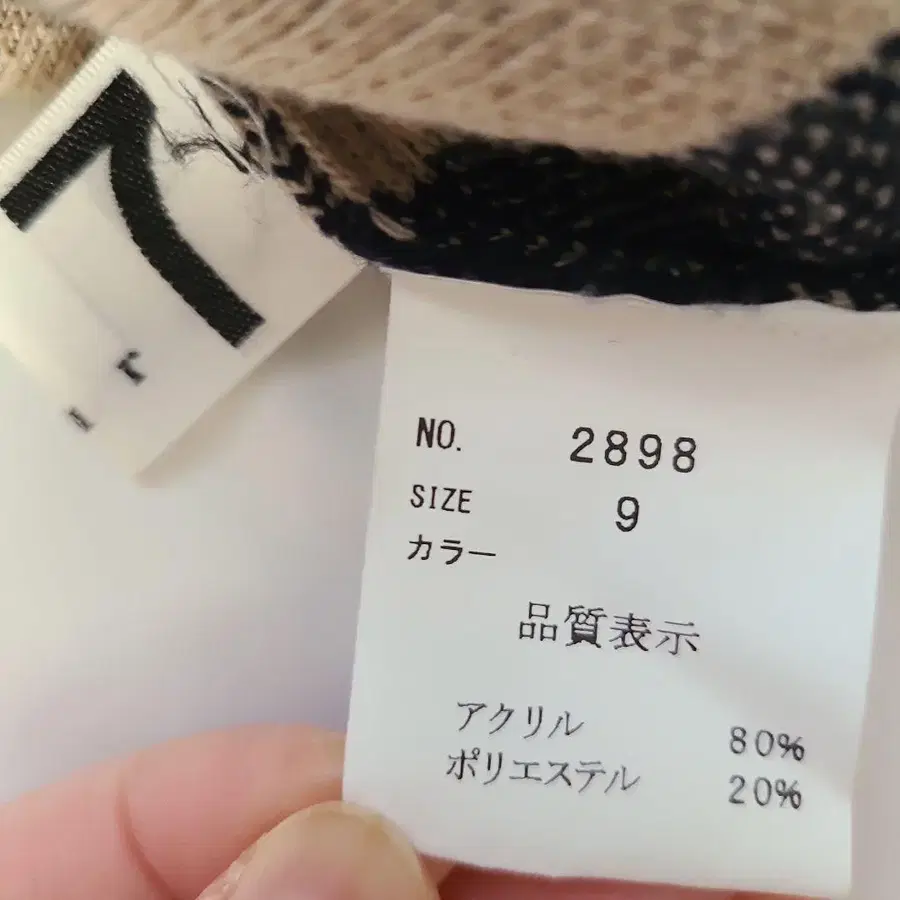 7
r
NO. 2898
SIZE 9
カラー
品質表示
アクリル 80%
ポリエステル 20%